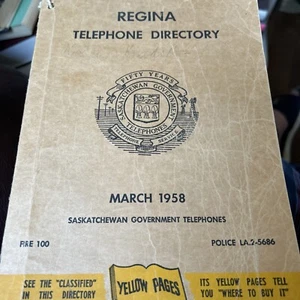 REGINA
TELEPHONE DIRECTORY
FIFTY YEARS
SASKATCHEWAN GOVERNMENT
TELEPHONES
MARCH 1958
SASKATCHEWAN GOVERNMENT TELEPHONES
FIRE 100
POLICE LA.2-5686
SEE THE "CLASSIFIED"
IN THIS DIRECTORY
YELLOW PAGES
ITS YELLOW PAGES TELL
YOU "WHERE TO BUY IT"